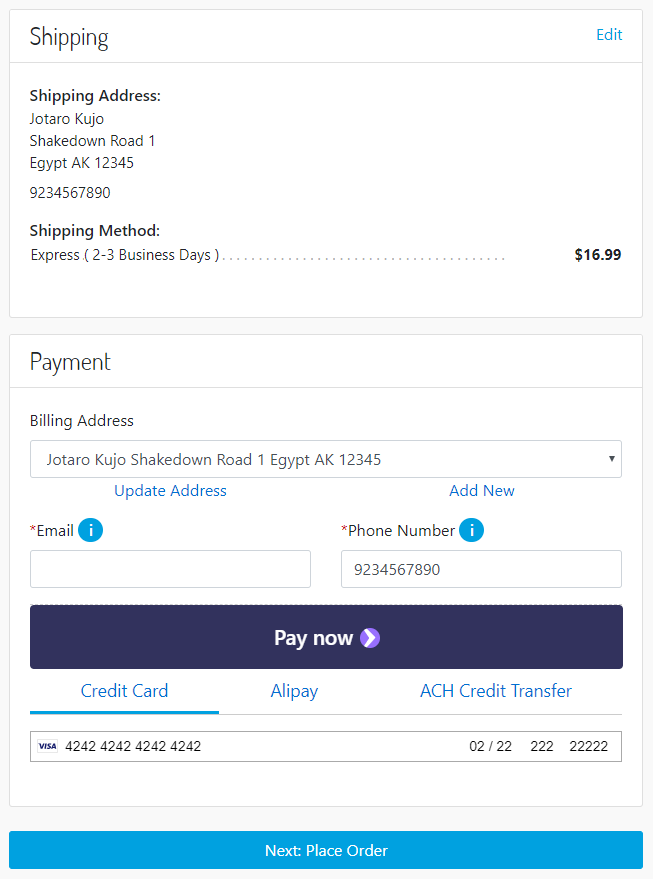 Shipping
Edit
Shipping Address:
Jotaro Kujo
Shakedown Road 1
Egypt AK 12345
9234567890
Shipping Method:
Express ( 2-3 Business Days ) . . . . . . . . . . . . . . . . . . . . . . . . . . . . . . . . . . . . . . . $16.99
Payment
Billing Address
Jotaro Kujo Shakedown Road 1 Egypt AK 12345
Update Address Add New
*Email i *Phone Number i
9234567890
Pay now
Credit Card Alipay ACH Credit Transfer
VISA 4242 4242 4242 4242 02 / 22 222 22222
Next: Place Order